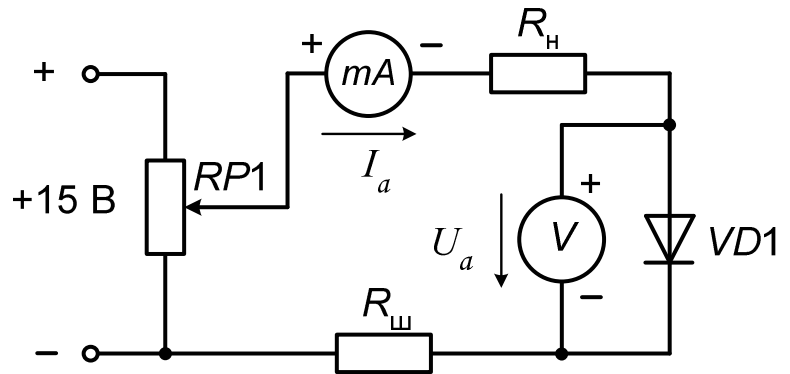 + mA −
Rн
+
RP1
Ia
+15 В
+
Ua
V
VD1
−
Rш
−